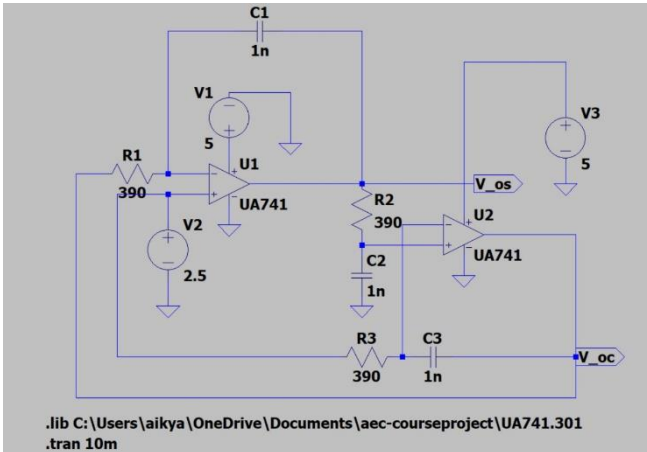 C1
1n
V1
5
V3
5
R1
390
U1
UA741
V_os
V2
2.5
R2
390
U2
UA741
C2
1n
R3
390
C3
1n
V_oc
.lib C:\Users\aikya\OneDrive\Documents\aec-courseproject\UA741.301
.tran 10m